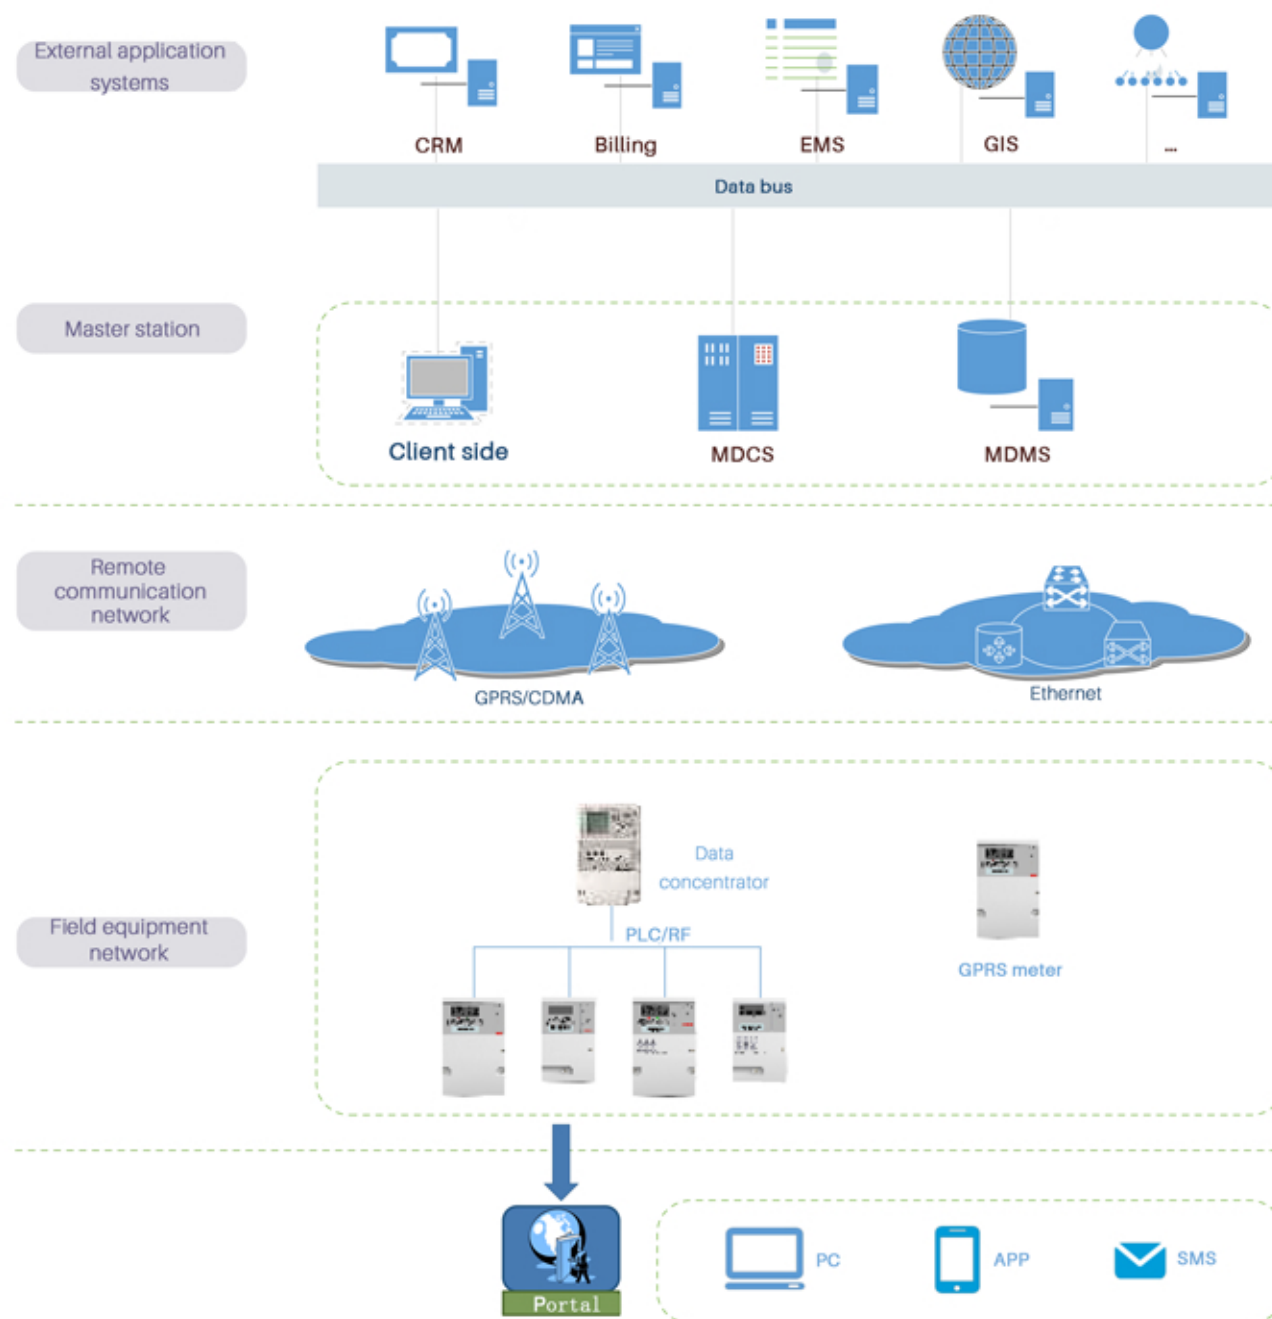 External application
systems
CRM
Billing
EMS
GIS
...
Data bus
Master station
Client side
MDCS
MDMS
Remote
communication
network
GPRS/CDMA
Ethernet
Data
concentrator
Field equipment
network
PLC/RF
GPRS meter
Portal
PC
APP
SMS